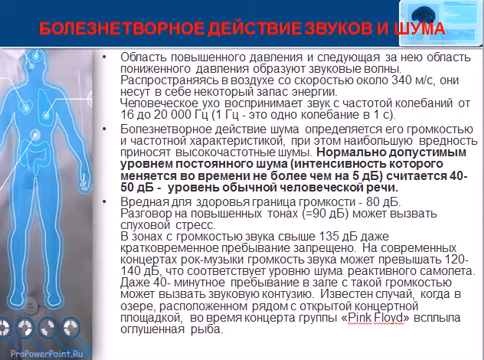 БОЛЕЗНЕТВОРНОЕ ДЕЙСТВИЕ ЗВУКОВ И ШУМА
• Область повышенного давления и следующая за нею область
пониженного давления образуют звуковые волны.
Распространяясь в воздухе со скоростью около 340 м/с, они
несут в себе некоторый запас энергии.
Человеческое ухо воспринимает звук с частотой колебаний от
16 до 20 000 Гц (1 Гц - это одно колебание в 1 с).
• Болезнетворное действие шума определяется его громкостью
и частотной характеристикой, при этом наибольшую вредность
приносят высокочастотные шумы. Нормально допустимым
уровнем постоянного шума (интенсивность которого
меняется во времени не более чем на 5 дБ) считается 40-
50 дБ - уровень обычной человеческой речи.
• Вредная для здоровья граница громкости - 80 дБ.
Разговор на повышенных тонах (=90 дБ) может вызвать
слуховой стресс.
В зонах с громкостью звука свыше 135 дБ даже
кратковременное пребывание запрещено. На современных
концертах рок-музыки громкость звука может превышать 120-
140 дБ, что соответствует уровню шума реактивного самолета.
Даже 40- минутное пребывание в зале с такой громкостью
может вызвать звуковую контузию. Известен случай, когда в
озере, расположенном рядом с открытой концертной
площадкой, во время концерта группы «Pink Floyd» всплыла
оглушенная рыба.
ProPowerPoint.Ru